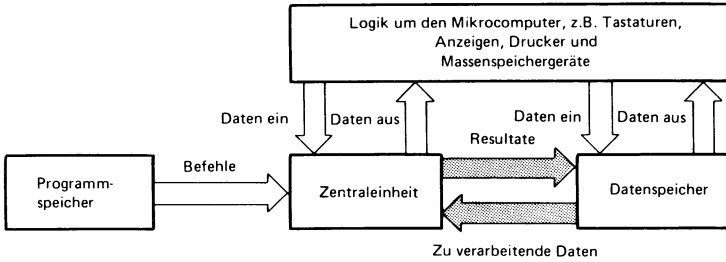 Logik um den Mikrocomputer, z.B. Tastaturen,
Anzeigen, Drucker und
Massenspeichergeräte
Daten ein
Daten aus
Daten ein
Daten aus
Resultate
Befehle
Programm-
speicher
Zentraleinheit
Datenspeicher
Zu verarbeitende Daten